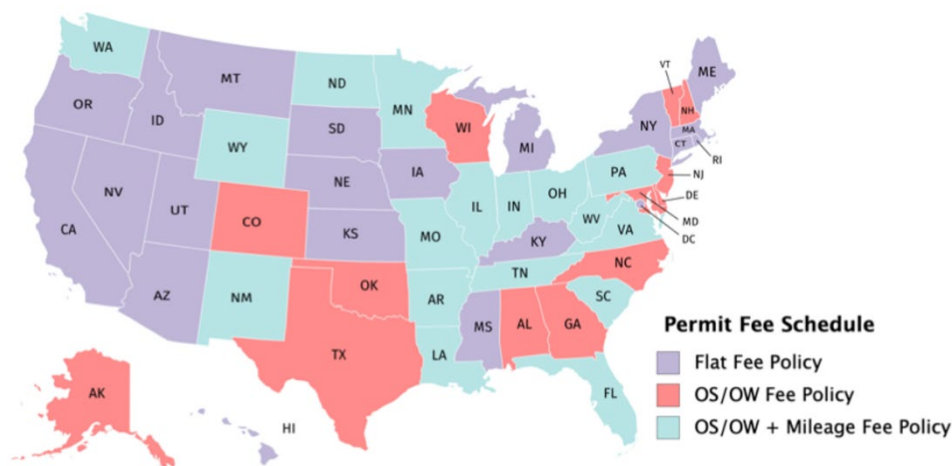 WA
MT
ND
MN
VT
ME
OR
ID
WY
SD
WI
MI
NY
NH
MA
CT
RI
NV
UT
CO
NE
IA
IL
IN
OH
PA
NJ
DE
MD
DC
CA
KS
MO
KY
WV
VA
AZ
NM
OK
AR
TN
NC
SC
TX
LA
MS
AL
GA
FL
AK
HI
Permit Fee Schedule
Flat Fee Policy
OS/OW Fee Policy
OS/OW + Mileage Fee Policy